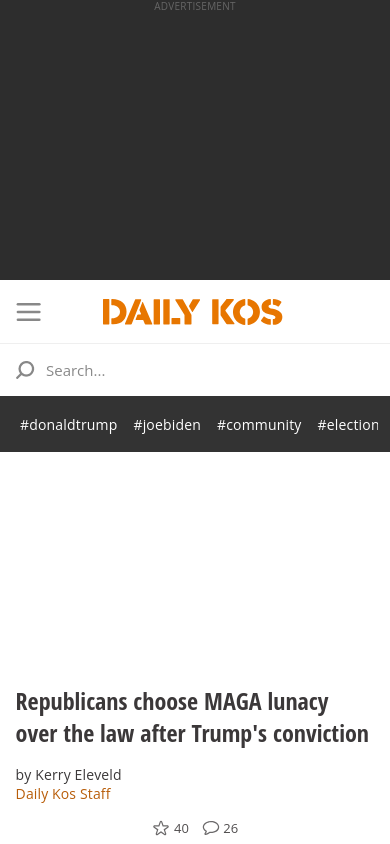 ADVERTISEMENT
DAILY KOS
Search...
#donaldtrump #joebiden #community #election
Republicans choose MAGA lunacy
over the law after Trump's conviction
by Kerry Eleveld
Daily Kos Staff
40 26